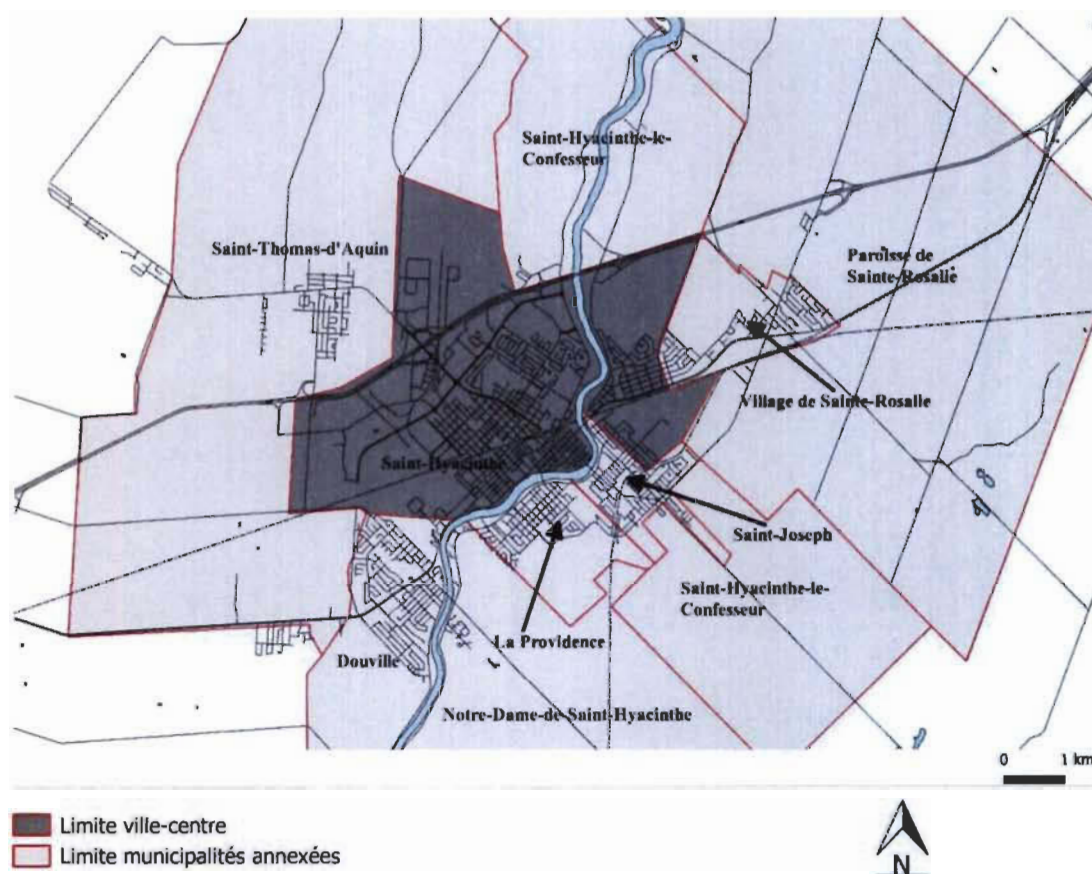 Saint-Hyacinthe-le-
Confesseur
Saint-Thomas-d'Aquin
Paroisse de
Sainte-Rosalie
Village de Sainte-Rosalie
Saint-Hyacinthe
Saint-Joseph
Saint-Hyacinthe-le-
Confesseur
La Providence
Douville
Notre-Dame-de-Saint-Hyacinthe
0 1 km
Limite ville-centre
Limite municipalités annexées
N